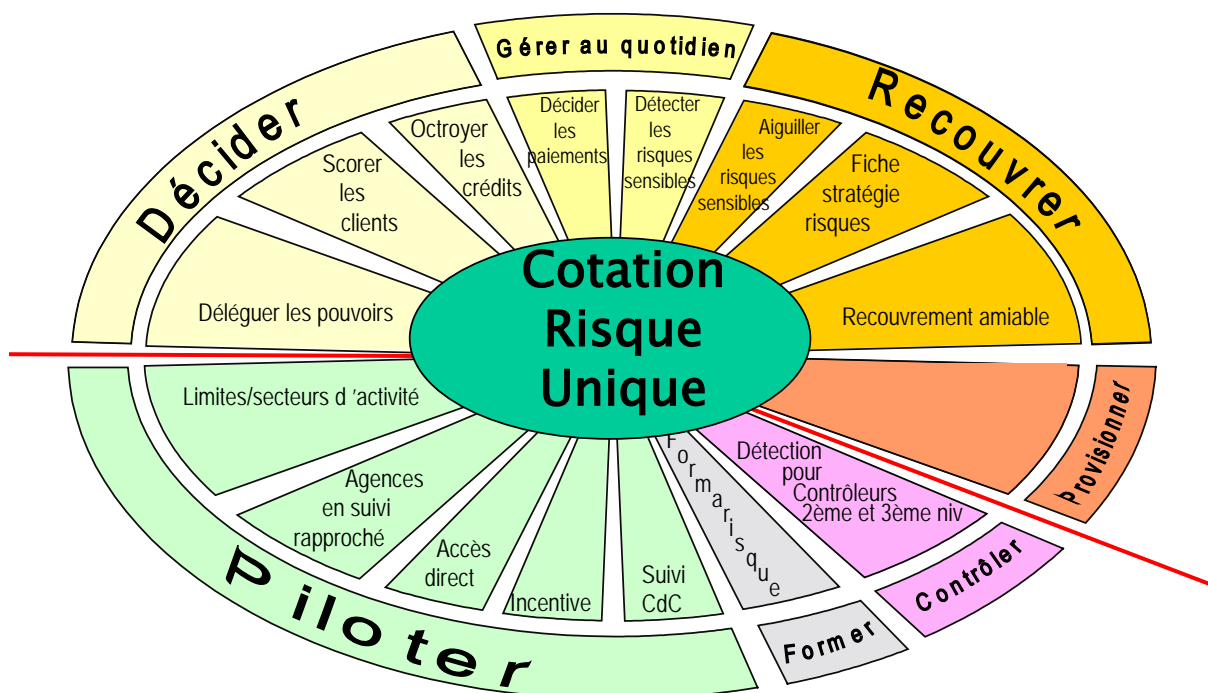 Gérer au quotidien
Décider
Recouvrer
Octroyer
les
crédits
Décider
les
paiements
Détecter
les
risques
sensibles
Aiguiller
les
risques
sensibles
Scorer
les
clients
Fiche
stratégie
risques
Déléguer les pouvoirs
Recouvrement amiable
Cotation
Risque
Unique
Limites/secteurs d ’activité
Provisionner
Agences
en suivi
rapproché
Accès
direct
Incentive
Suivi
CdC
Formarisque
Détection
pour
Contrôleurs
2ème et 3ème niv
Piloter
Former
Contrôler